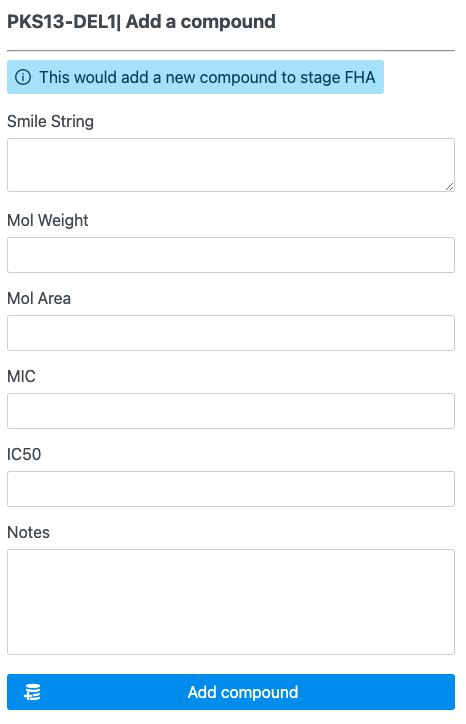 PKS13-DEL1| Add a compound
This would add a new compound to stage FHA
Smile String
Mol Weight
Mol Area
MIC
IC50
Notes
Add compound